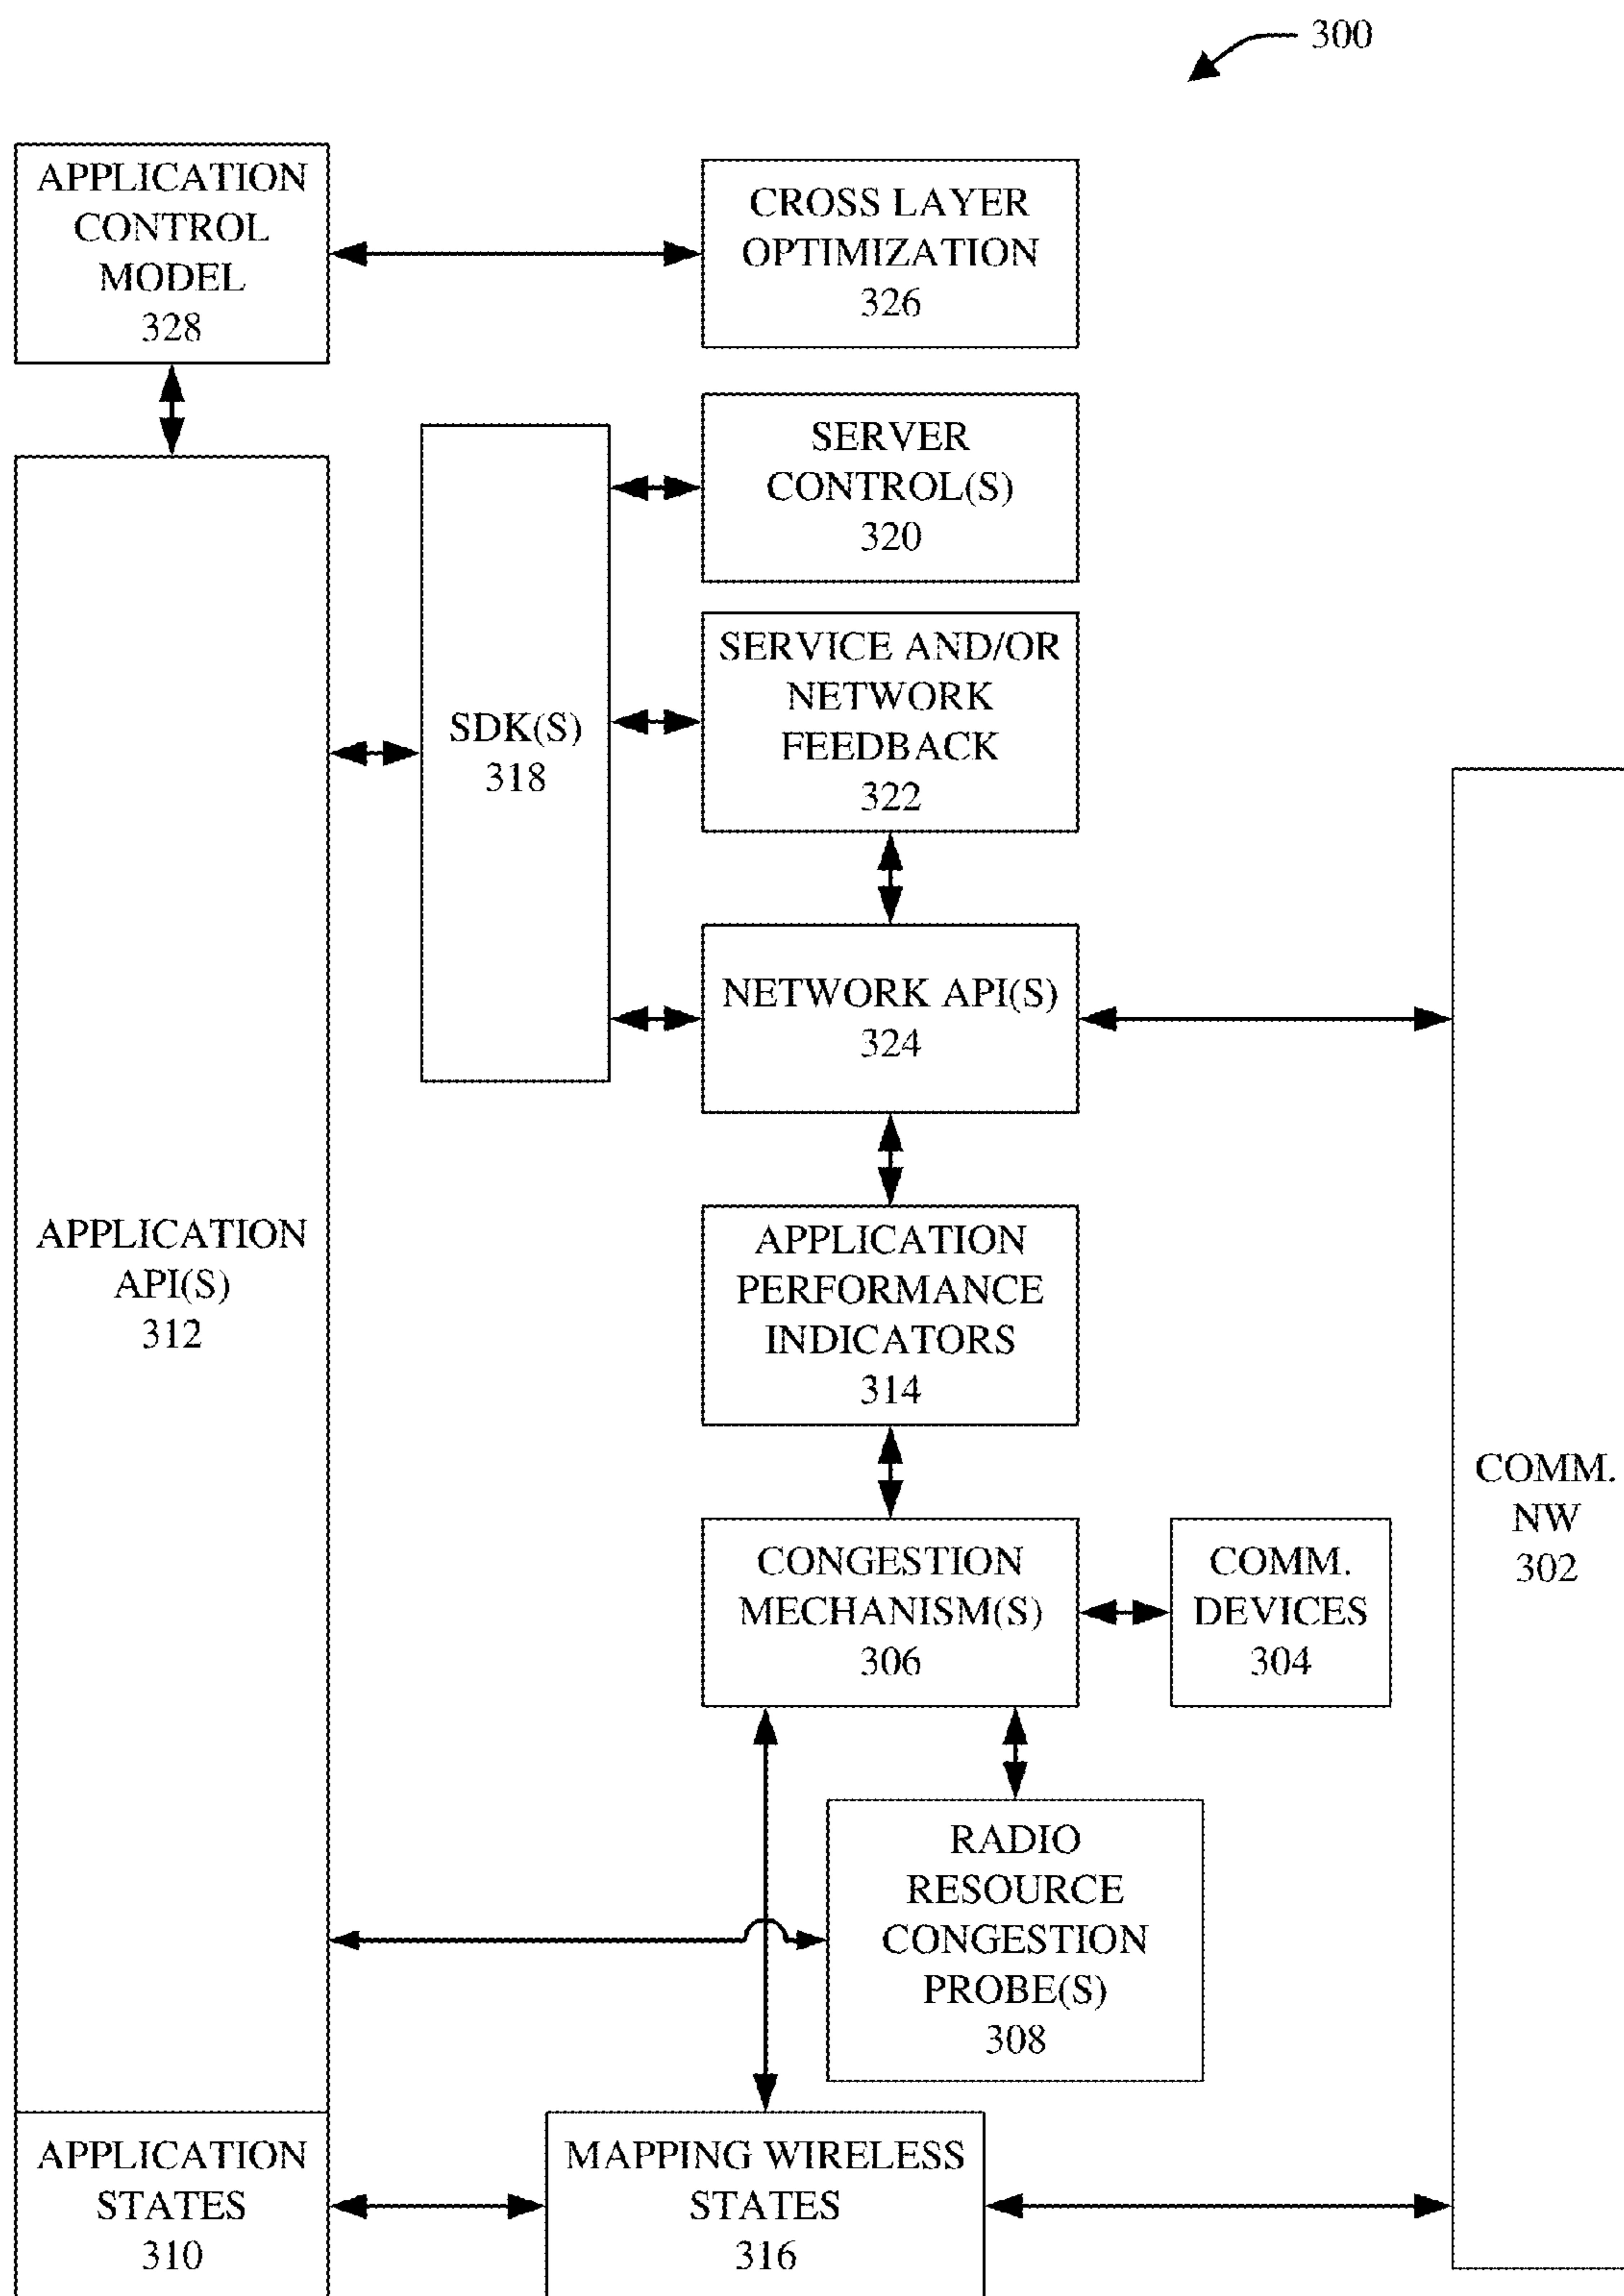 300
APPLICATION
CONTROL
MODEL
328
CROSS LAYER
OPTIMIZATION
326
SERVER
CONTROL(S)
320
SERVICE AND/OR
NETWORK
FEEDBACK
322
SDK(S)
318
NETWORK API(S)
324
APPLICATION
API(S)
312
APPLICATION
PERFORMANCE
INDICATORS
314
COMM.
NW
302
CONGESTION
MECHANISM(S)
306
COMM.
DEVICES
304
RADIO
RESOURCE
CONGESTION
PROBE(S)
308
APPLICATION
STATES
310
MAPPING WIRELESS
STATES
316